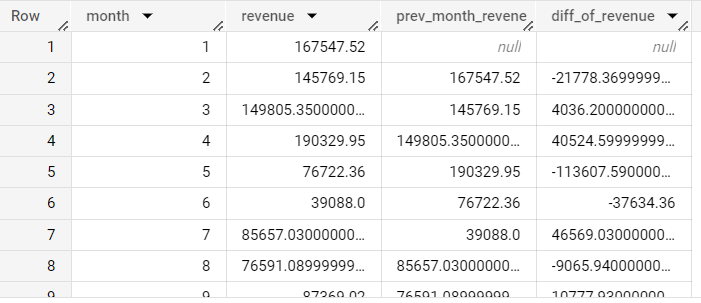 Row month revenue prev_month_revene diff_of_revenue
1 1 167547.52 null null
2 2 145769.15 167547.52 -21778.3699999...
3 3 149805.3500000... 145769.15 4036.200000000...
4 4 190329.95 149805.3500000... 40524.59999999...
5 5 76722.36 190329.95 -113607.590000...
6 6 39088.0 76722.36 -37634.36
7 7 85657.03000000... 39088.0 46569.03000000...
8 8 76591.08999999... 85657.03000000... -9065.94000000...
9 9 87369.02 76591.08999999... 10777.93000000...